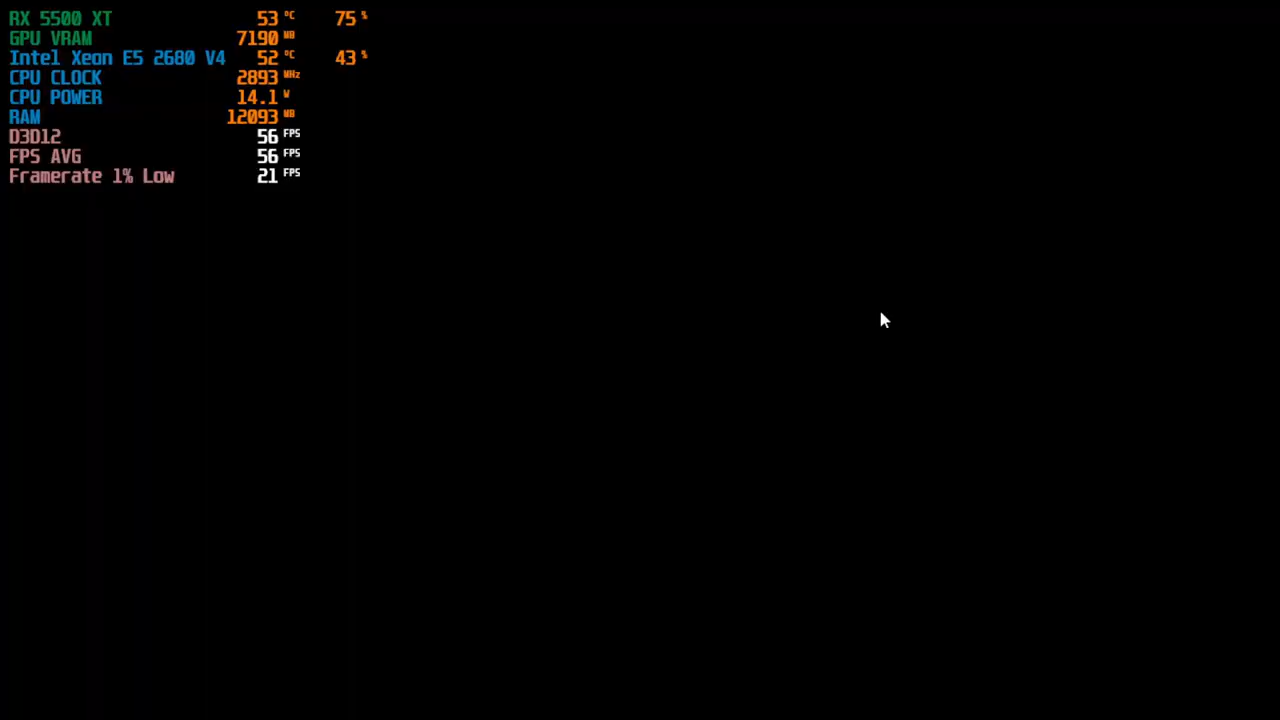 RX 5500 XT 53 °C 75 %
GPU VRAM 7190 MB
Intel Xeon E5 2680 V4 52 °C 43 %
CPU CLOCK 2893 MHz
CPU POWER 14.1 W
RAM 12093 MB
D3D12 56 FPS
FPS AVG 56 FPS
Framerate 1% Low 21 FPS